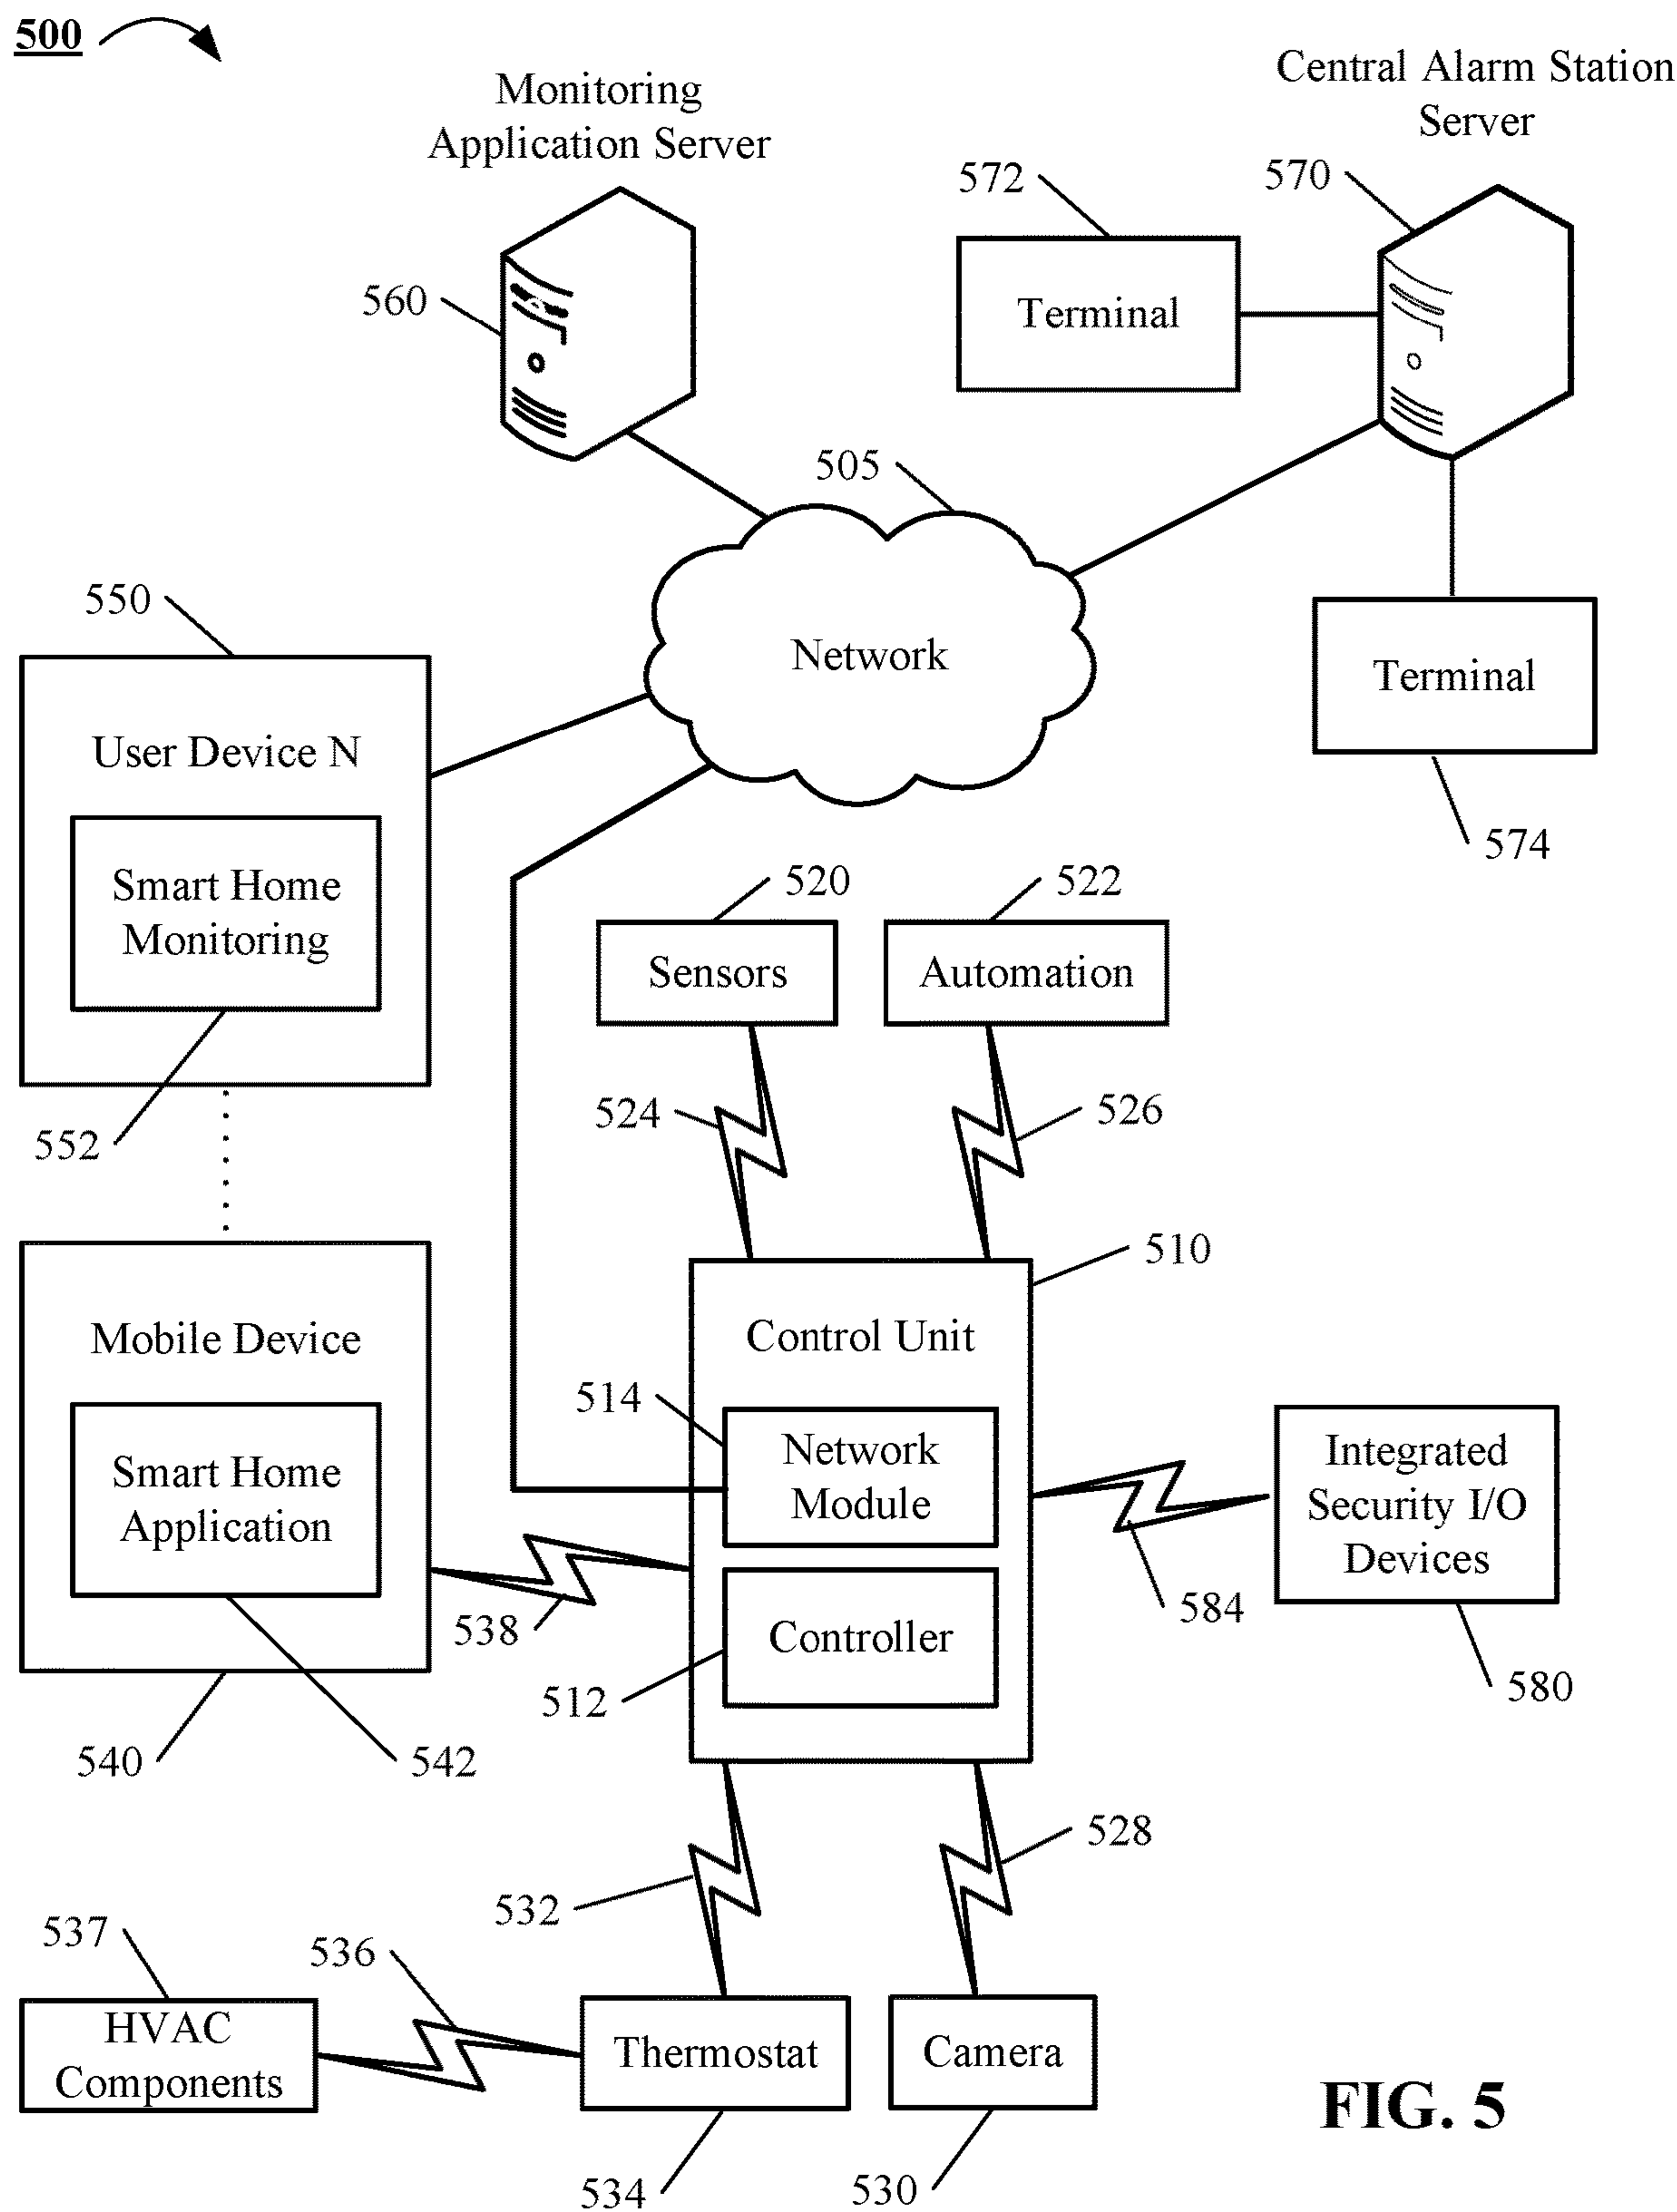 500
Monitoring
Application Server
Central Alarm Station
Server
572
570
560
Terminal
505
550
Network
Terminal
User Device N
574
Smart Home
Monitoring
520
522
Sensors
Automation
552
524
526
510
Mobile Device
Control Unit
514
Smart Home
Application
Network
Module
Integrated
Security I/O
Devices
538
584
Controller
512
580
540
542
528
532
537
536
HVAC
Components
Thermostat
Camera
534
530
FIG. 5